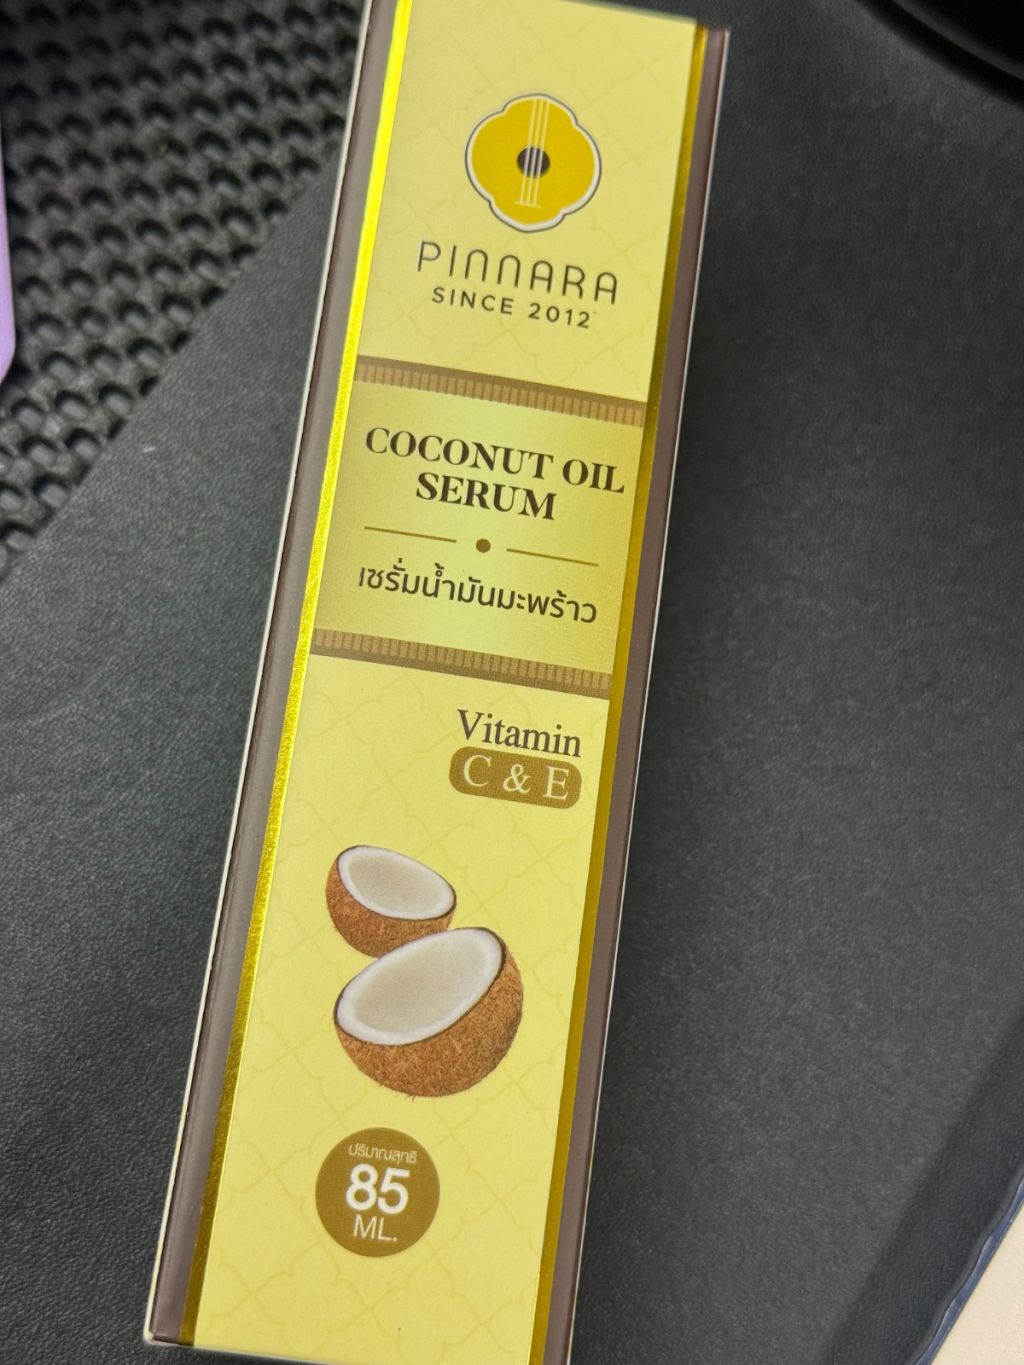 PINNARA
SINCE 2012
COCONUT OIL
SERUM
เซรั่มน้ำมันมะพร้าว
Vitamin
C & E
ปริมาณสุทธิ
85
ML.